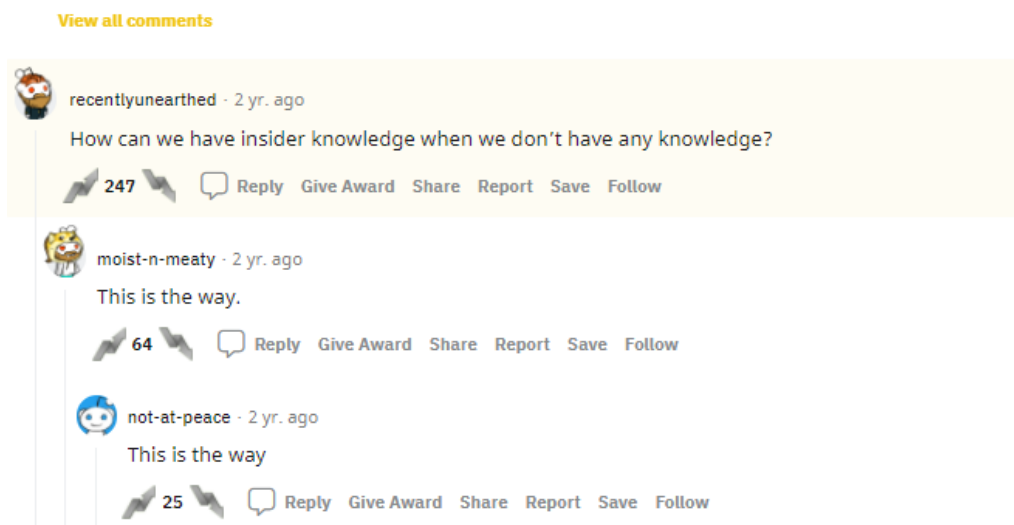 View all comments
recentlyunearthed · 2 yr. ago
How can we have insider knowledge when we don’t have any knowledge?
247 Reply Give Award Share Report Save Follow
moist-n-meaty · 2 yr. ago
This is the way.
64 Reply Give Award Share Report Save Follow
not-at-peace · 2 yr. ago
This is the way
25 Reply Give Award Share Report Save Follow